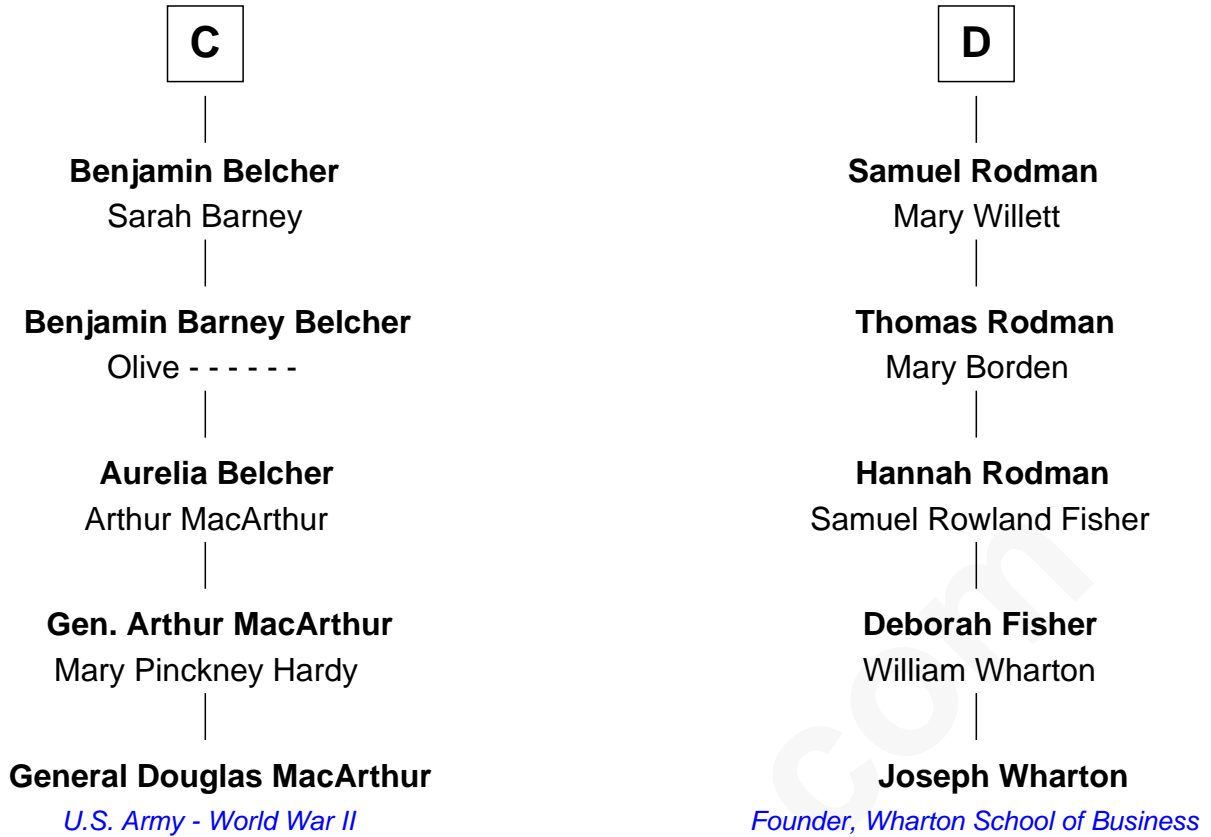 C
Benjamin Belcher
Sarah Barney
Benjamin Barney Belcher
Olive - - - - - -
Aurelia Belcher
Arthur MacArthur
Gen. Arthur MacArthur
Mary Pinckney Hardy
General Douglas MacArthur
U.S. Army - World War II
D
Samuel Rodman
Mary Willett
Thomas Rodman
Mary Borden
Hannah Rodman
Samuel Rowland Fisher
Deborah Fisher
William Wharton
Joseph Wharton
Founder, Wharton School of Business
com